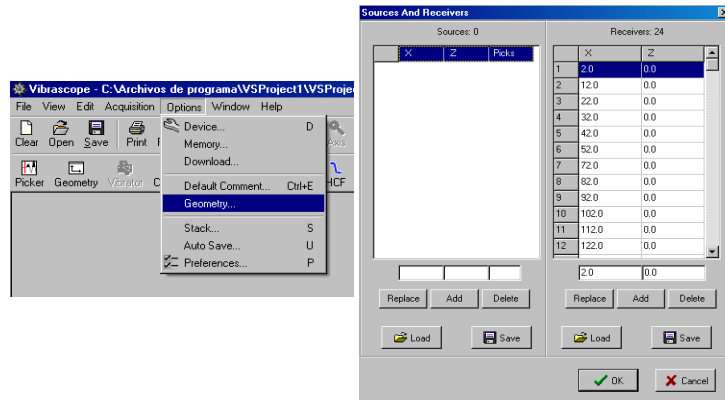 Vibrascope - C:\Archivos de programa\VSProject1\VSProje
File View Edit Acquisition Options Window Help
Clear Open Save Print
Axis
Picker Geometry Vibrator
HCF
Device... D
Memory...
Download...
Default Comment... Ctrl+E
Geometry...
Stack... S
Auto Save... U
Preferences... P
Sources And Receivers
Sources: 0
X Z Picks
Replace Add Delete
Load Save
Receivers: 24
X Z
1 2.0 0.0
2 12.0 0.0
3 22.0 0.0
4 32.0 0.0
5 42.0 0.0
6 52.0 0.0
7 72.0 0.0
8 82.0 0.0
9 92.0 0.0
10 102.0 0.0
11 112.0 0.0
12 122.0 0.0
2.0 0.0
Replace Add Delete
Load Save
OK Cancel